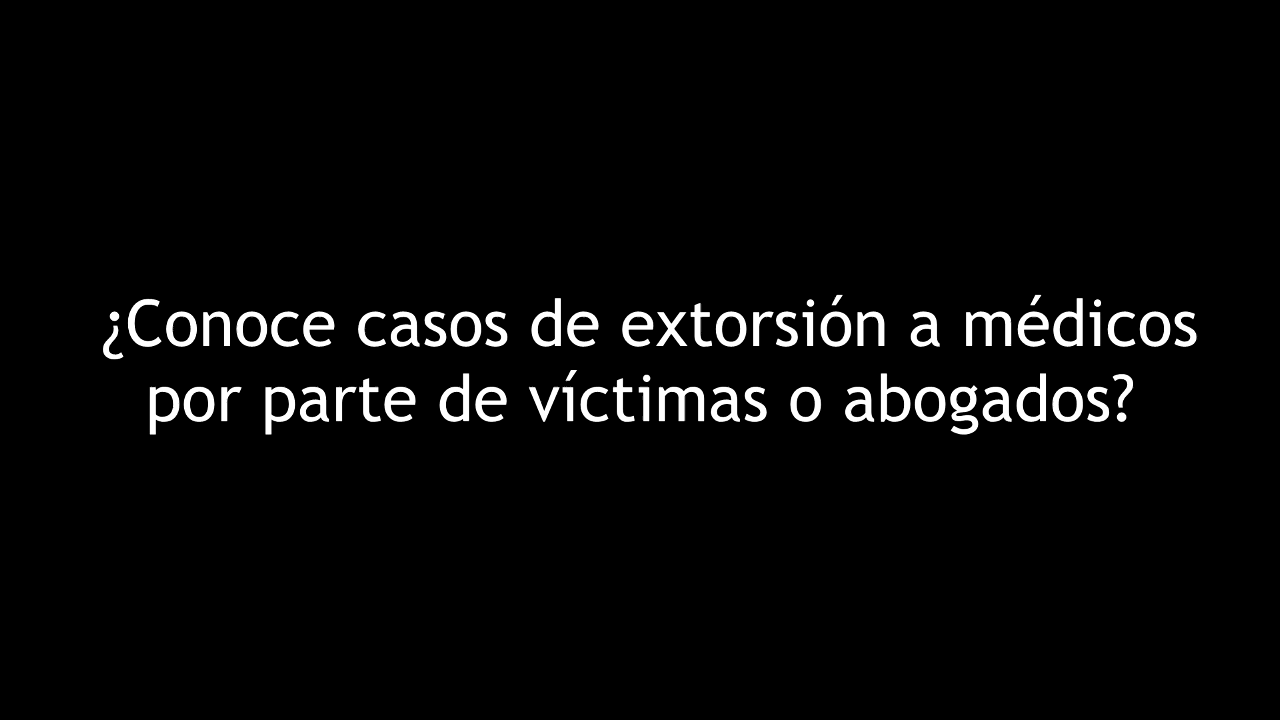 ¿Conoce casos de extorsión a médicos
por parte de víctimas o abogados?